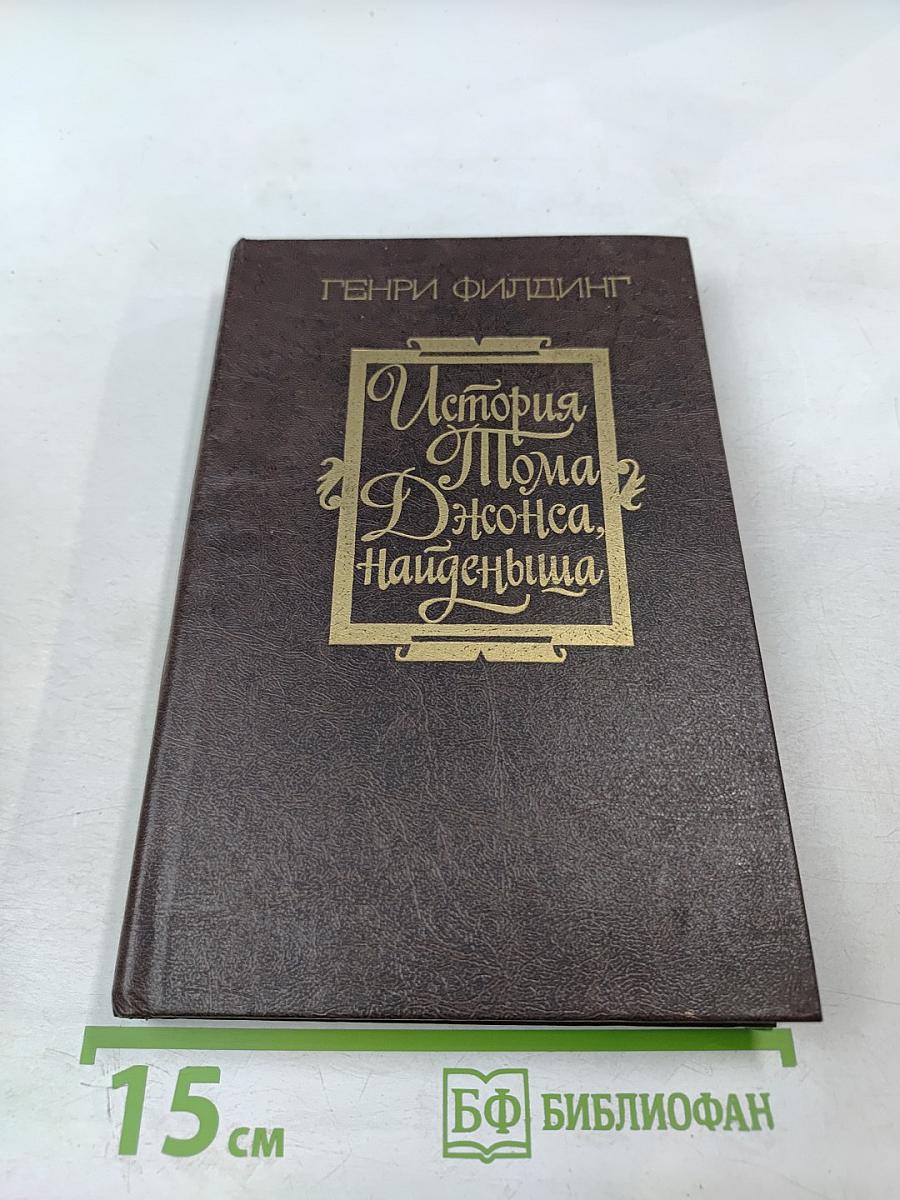 ГЕНРИ ФИЛДИНГ
История
Тома
Джонса,
найденыша
15 см
БФ БИБЛИОФАН